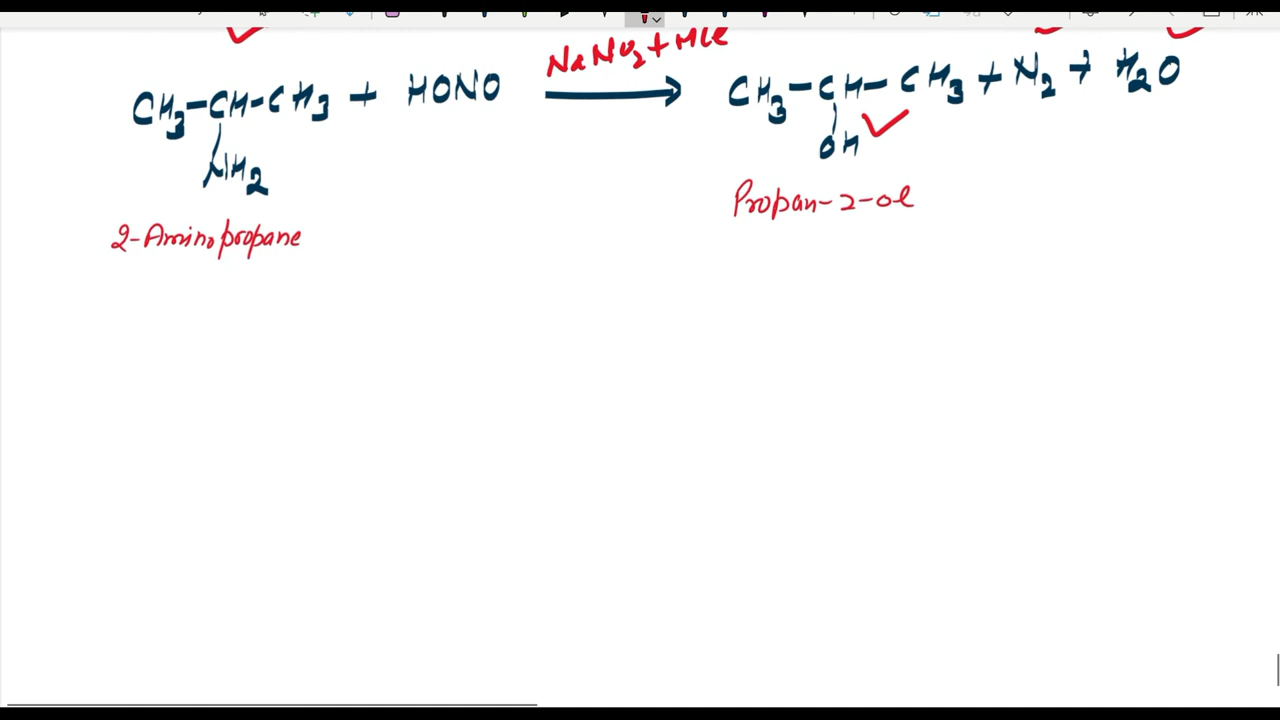 NaNO2 + HCl
CH3-CH-CH3 + HONO → CH3-CH-CH3 + N2 + H2O
NH2 OH
2-Aminopropane Propan-2-ol